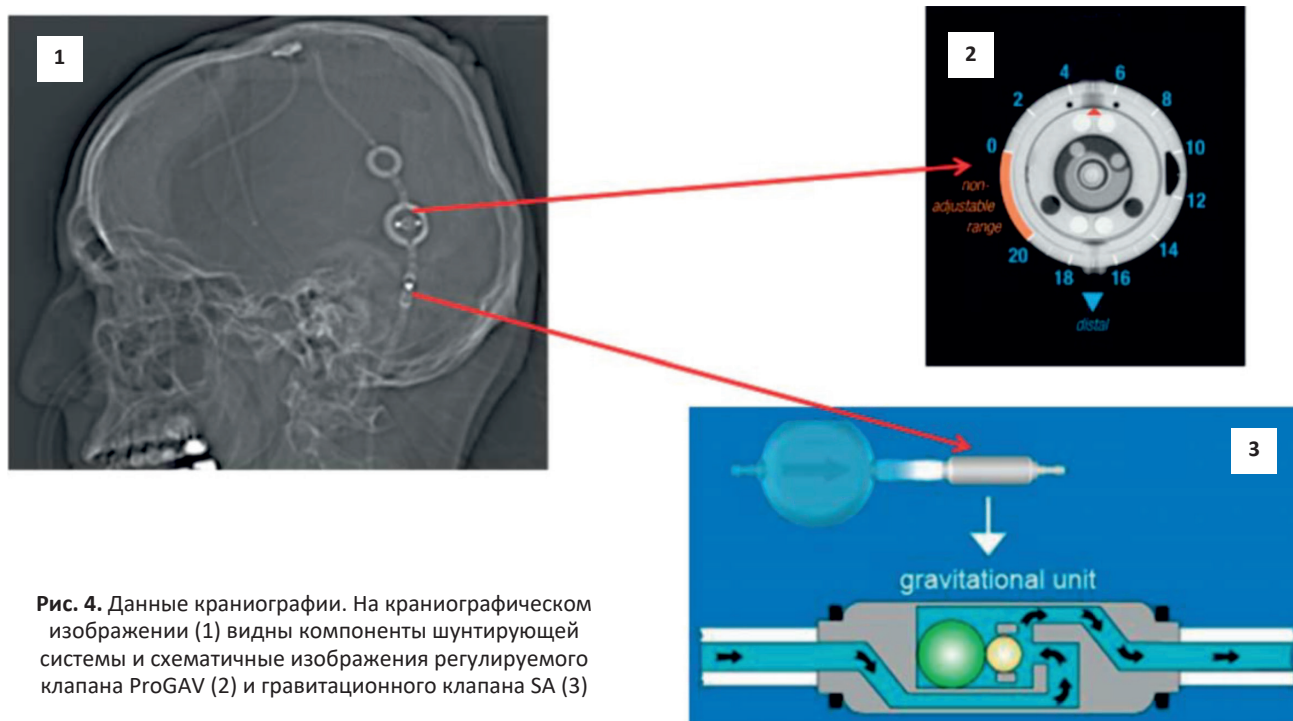 1
2
4
6
2
8
0
10
non-
adjustable
range
12
20
14
18
16
distal
3
gravitational unit
Рис. 4. Данные краниографии. На краниографическом
изображении (1) видны компоненты шунтирующей
системы и схематичные изображения регулируемого
клапана ProGAV (2) и гравитационного клапана SA (3)